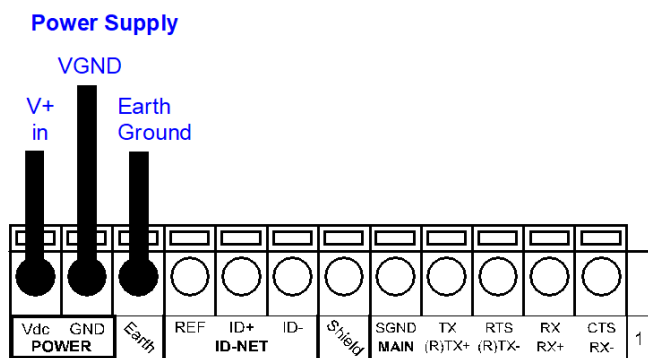 Power Supply
VGND
V+ in
Earth Ground
Vdc GND
POWER
Earth
REF ID+ ID-
ID-NET
Shield
SGND TX RTS RX CTS
MAIN (R)TX+ (R)TX- RX+ RX-
1